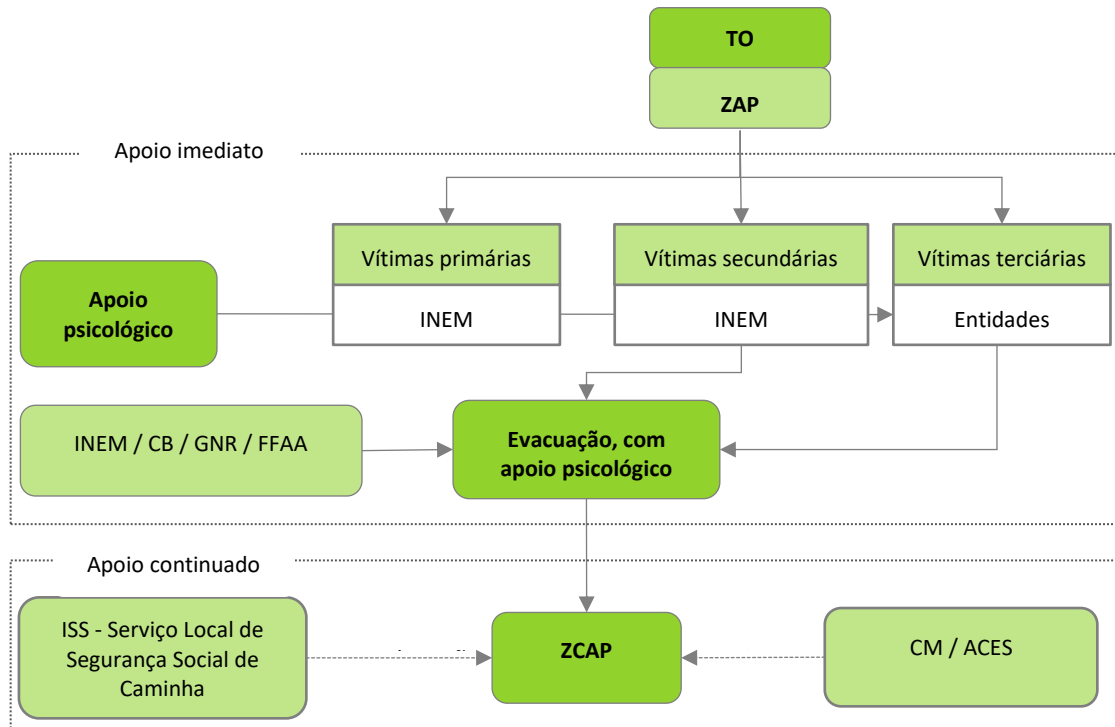 TO
ZAP
Apoio imediato
Vítimas primárias
Vítimas secundárias
Vítimas terciárias
Apoio
psicológico
INEM
INEM
Entidades
INEM / CB / GNR / FFAA
Evacuação, com
apoio psicológico
Apoio continuado
ISS - Serviço Local de
Segurança Social de
Caminha
ZCAP
CM / ACES